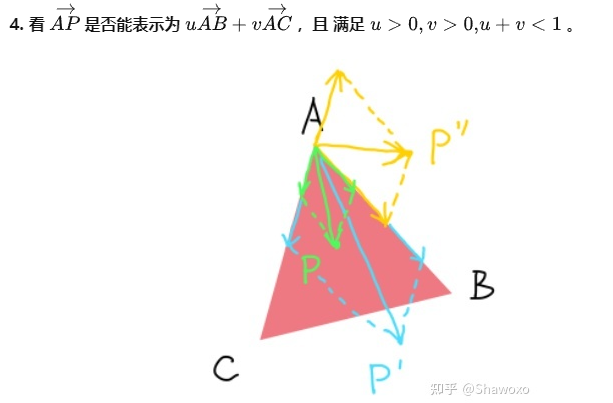 4. 看 $\overrightarrow{AP}$ 是否能表示为 $u\overrightarrow{AB} + v\overrightarrow{AC}$ ，且 满足 $u > 0, v > 0, u + v < 1$ 。
A
P''
P
B
C
P'
知乎 @Shawoxo